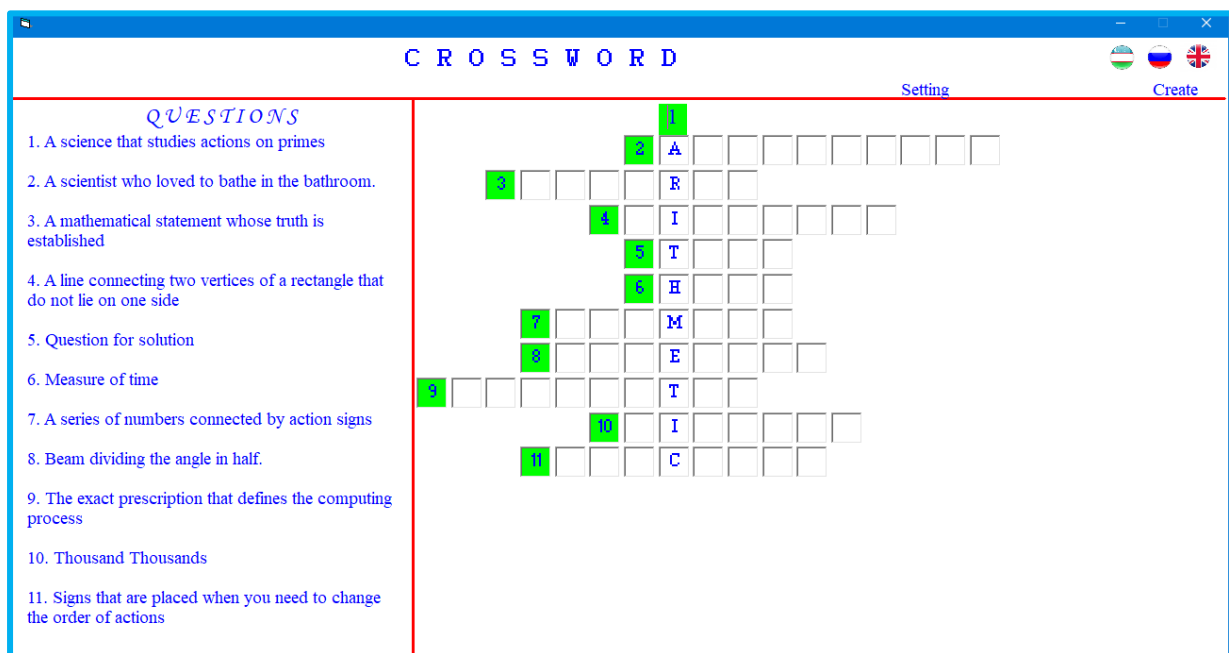 C R O S S W O R D
Setting Create
QUESTIONS
1. A science that studies actions on primes
2. A scientist who loved to bathe in the bathroom.
3. A mathematical statement whose truth is
established
4. A line connecting two vertices of a rectangle that
do not lie on one side
5. Question for solution
6. Measure of time
7. A series of numbers connected by action signs
8. Beam dividing the angle in half.
9. The exact prescription that defines the computing
process
10. Thousand Thousands
11. Signs that are placed when you need to change
the order of actions
1
2 A
3 R
4 I
5 T
6 H
7 M
8 E
9 T
10 I
11 C